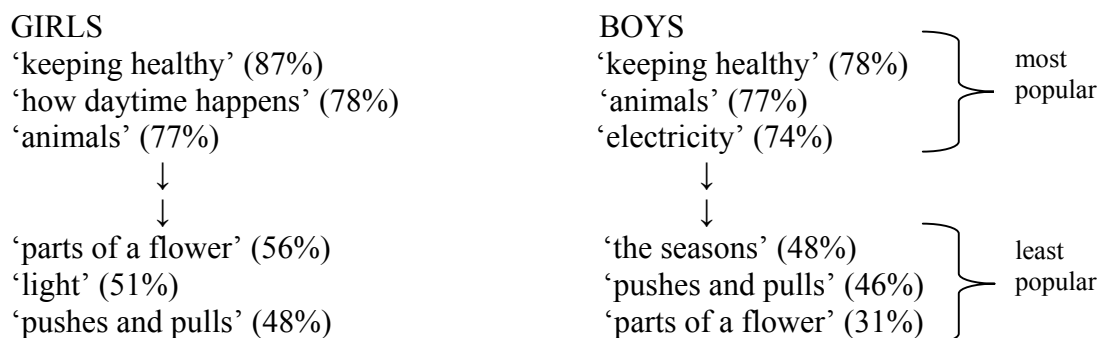 GIRLS
‘keeping healthy’ (87%)
‘how daytime happens’ (78%)
‘animals’ (77%)
↓
↓
‘parts of a flower’ (56%)
‘light’ (51%)
‘pushes and pulls’ (48%)
BOYS
‘keeping healthy’ (78%)
‘animals’ (77%)
‘electricity’ (74%)
↓
↓
‘the seasons’ (48%)
‘pushes and pulls’ (46%)
‘parts of a flower’ (31%)
most
popular
least
popular